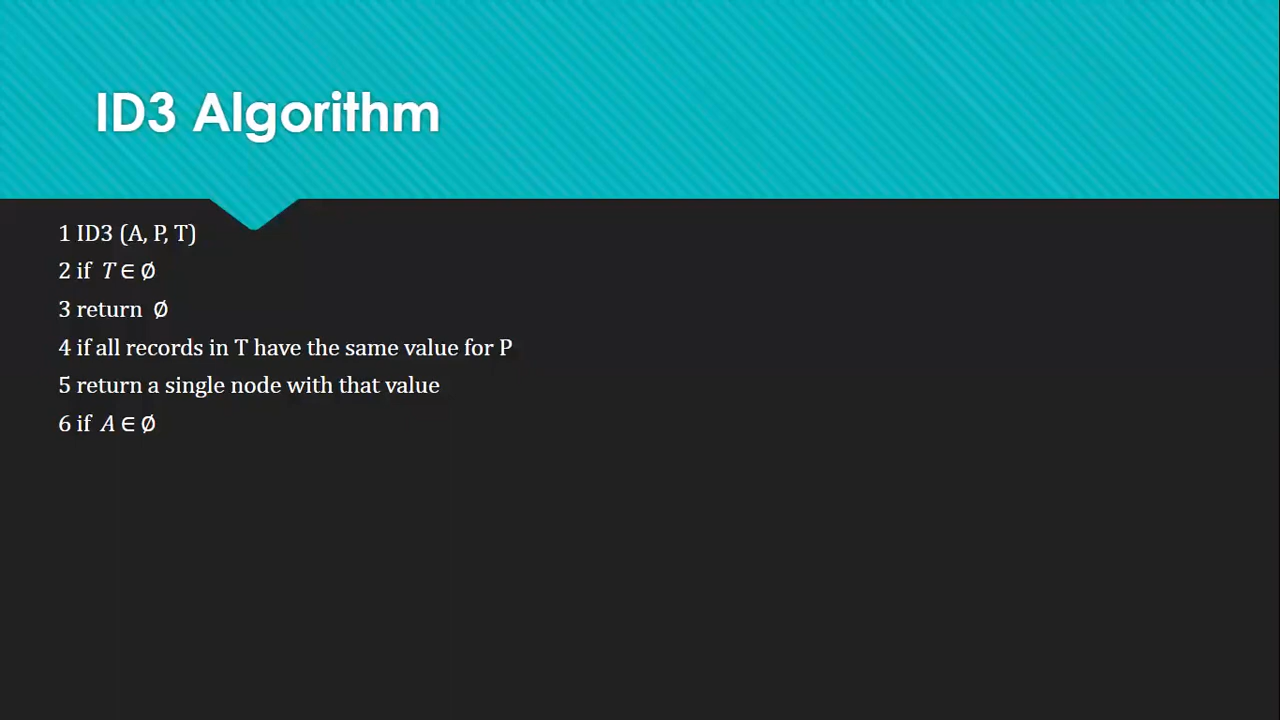 ID3 Algorithm
1 ID3 (A, P, T)
2 if T ∈ Ø
3 return Ø
4 if all records in T have the same value for P
5 return a single node with that value
6 if A ∈ Ø